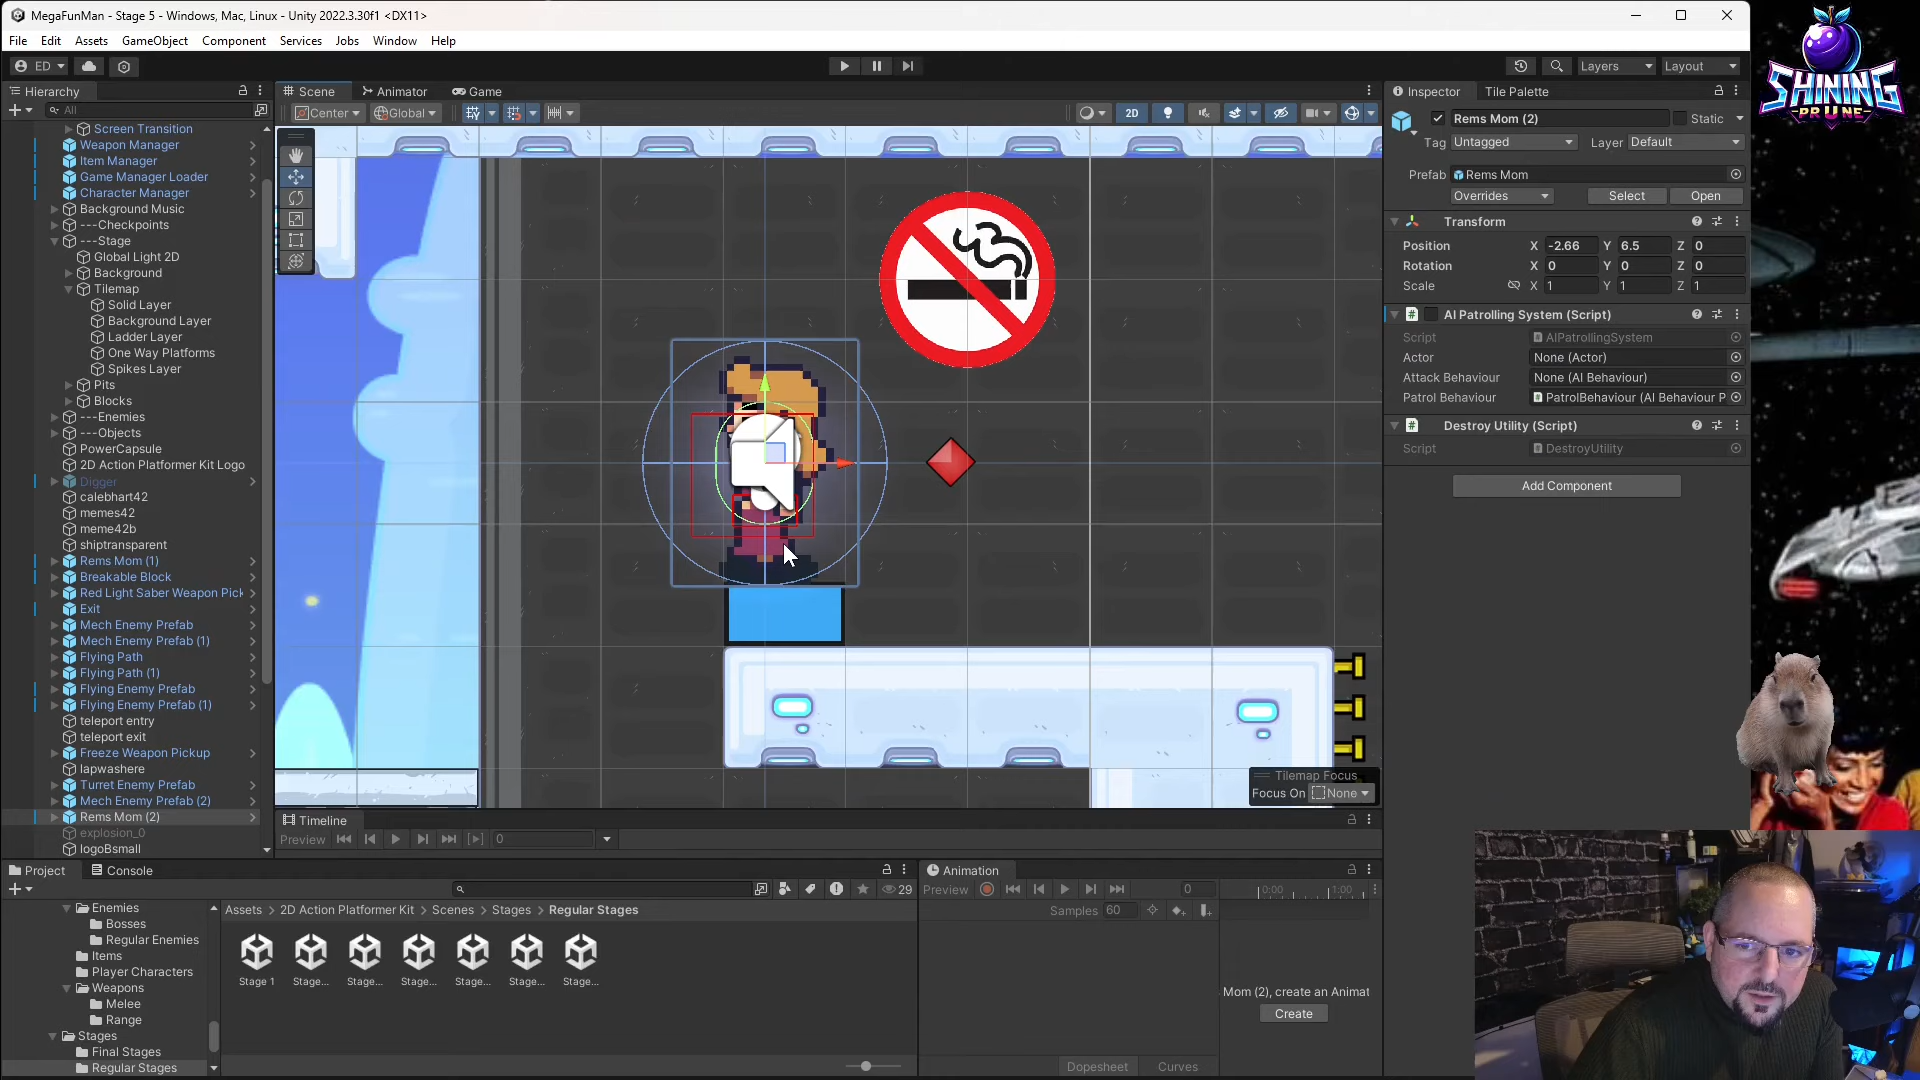 MegaFunMan - Stage 5 - Windows, Mac, Linux - Unity 2022.3.30f1 <DX11>
File Edit Assets GameObject Component Services Jobs Window Help
ED Layers Layout
SHINING
PRUNE
Hierarchy Scene Animator Game Inspector Tile Palette
All Center Global 2D
Rems Mom (2) Static
Tag Untagged Layer Default
Prefab Rems Mom
Overrides Select Open
Transform
Position X -2.66 Y 6.5 Z 0
Rotation X 0 Y 0 Z 0
Scale X 1 Y 1 Z 1
AI Patrolling System (Script)
Script AIPatrollingSystem
Actor None (Actor)
Attack Behaviour None (AI Behaviour)
Patrol Behaviour PatrolBehaviour (AI Behaviour P
Destroy Utility (Script)
Script DestroyUtility
Add Component
Screen Transition
Weapon Manager
Item Manager
Game Manager Loader
Character Manager
Background Music
---Checkpoints
---Stage
Global Light 2D
Background
Tilemap
Solid Layer
Background Layer
Ladder Layer
One Way Platforms
Spikes Layer
Pits
Blocks
---Enemies
---Objects
PowerCapsule
2D Action Platformer Kit Logo
Digger
calebhart42
memes42
meme42b
shiptransparent
Rems Mom (1)
Breakable Block
Red Light Saber Weapon Pick
Exit
Mech Enemy Prefab
Mech Enemy Prefab (1)
Flying Path
Flying Path (1)
Flying Enemy Prefab
Flying Enemy Prefab (1)
teleport entry
teleport exit
Freeze Weapon Pickup
lapwashere
Turret Enemy Prefab
Mech Enemy Prefab (2)
Rems Mom (2)
explosion_0
logoBsmall
Tilemap Focus
Focus On None
Timeline
Preview 0
Project Console
29
Enemies
Bosses
Regular Enemies
Items
Player Characters
Weapons
Melee
Range
Stages
Final Stages
Regular Stages
Assets > 2D Action Platformer Kit > Scenes > Stages > Regular Stages
Stage 1 Stage... Stage... Stage... Stage... Stage... Stage...
Animation
Preview 0 0:00 1:00
Samples 60
Mom (2), create an Animat
Create
Dopesheet Curves